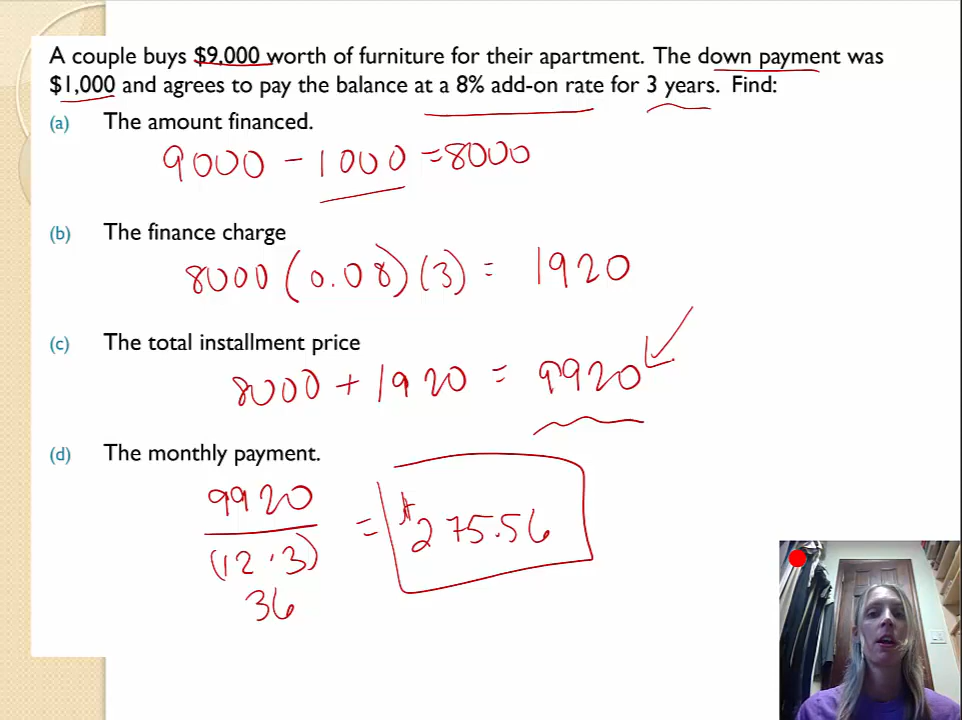 A couple buys $9,000 worth of furniture for their apartment. The down payment was
$1,000 and agrees to pay the balance at a 8% add-on rate for 3 years. Find:
(a) The amount financed.
9000 - 1000 = 8000
(b) The finance charge
8000 (0.08) (3) = 1920
(c) The total installment price
8000 + 1920 = 9920
(d) The monthly payment.
9920
(12 · 3)
= $275.56
36